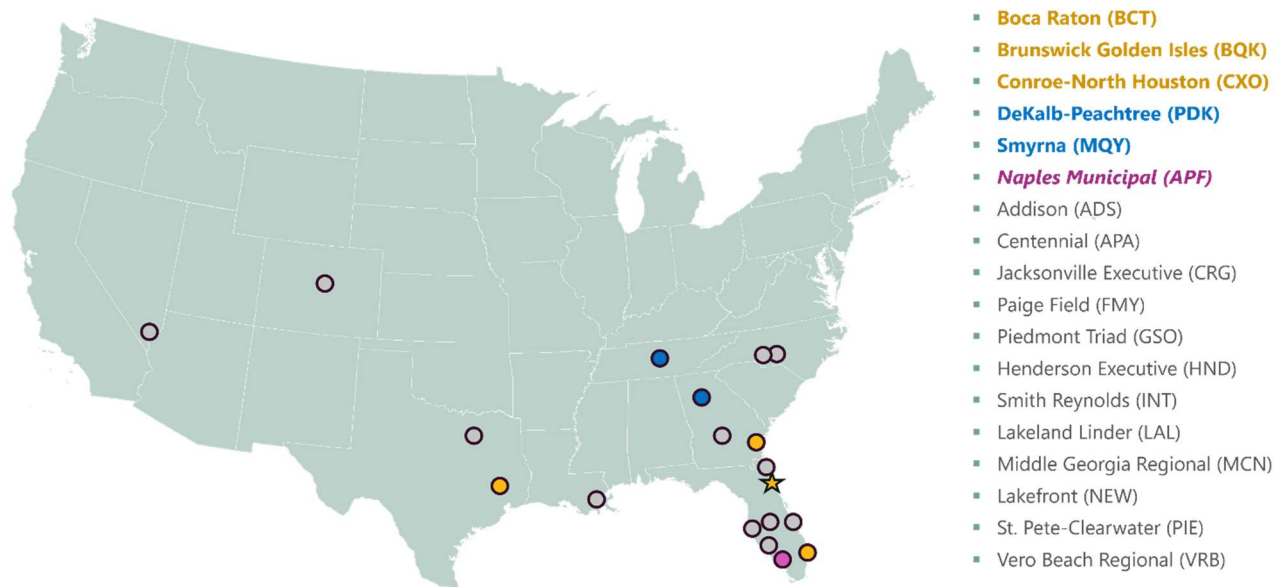 Boca Raton (BCT)
Brunswick Golden Isles (BQK)
Conroe-North Houston (CXO)
DeKalb-Peachtree (PDK)
Smyrna (MQY)
Naples Municipal (APF)
Addison (ADS)
Centennial (APA)
Jacksonville Executive (CRG)
Paige Field (FMY)
Piedmont Triad (GSO)
Henderson Executive (HND)
Smith Reynolds (INT)
Lakeland Linder (LAL)
Middle Georgia Regional (MCN)
Lakefront (NEW)
St. Pete-Clearwater (PIE)
Vero Beach Regional (VRB)